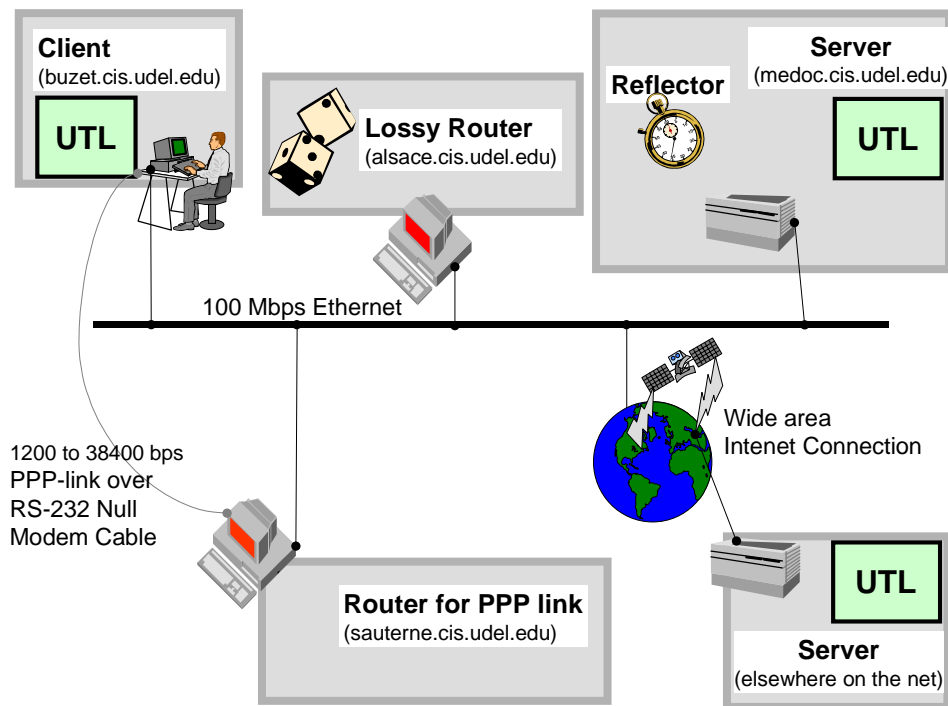 Client
(buzet.cis.udel.edu)
UTL
Lossy Router
(alsace.cis.udel.edu)
Server
(medoc.cis.udel.edu)
Reflector
UTL
100 Mbps Ethernet
1200 to 38400 bps
PPP-link over
RS-232 Null
Modem Cable
Wide area
Intenet Connection
Router for PPP link
(sauterne.cis.udel.edu)
UTL
Server
(elsewhere on the net)